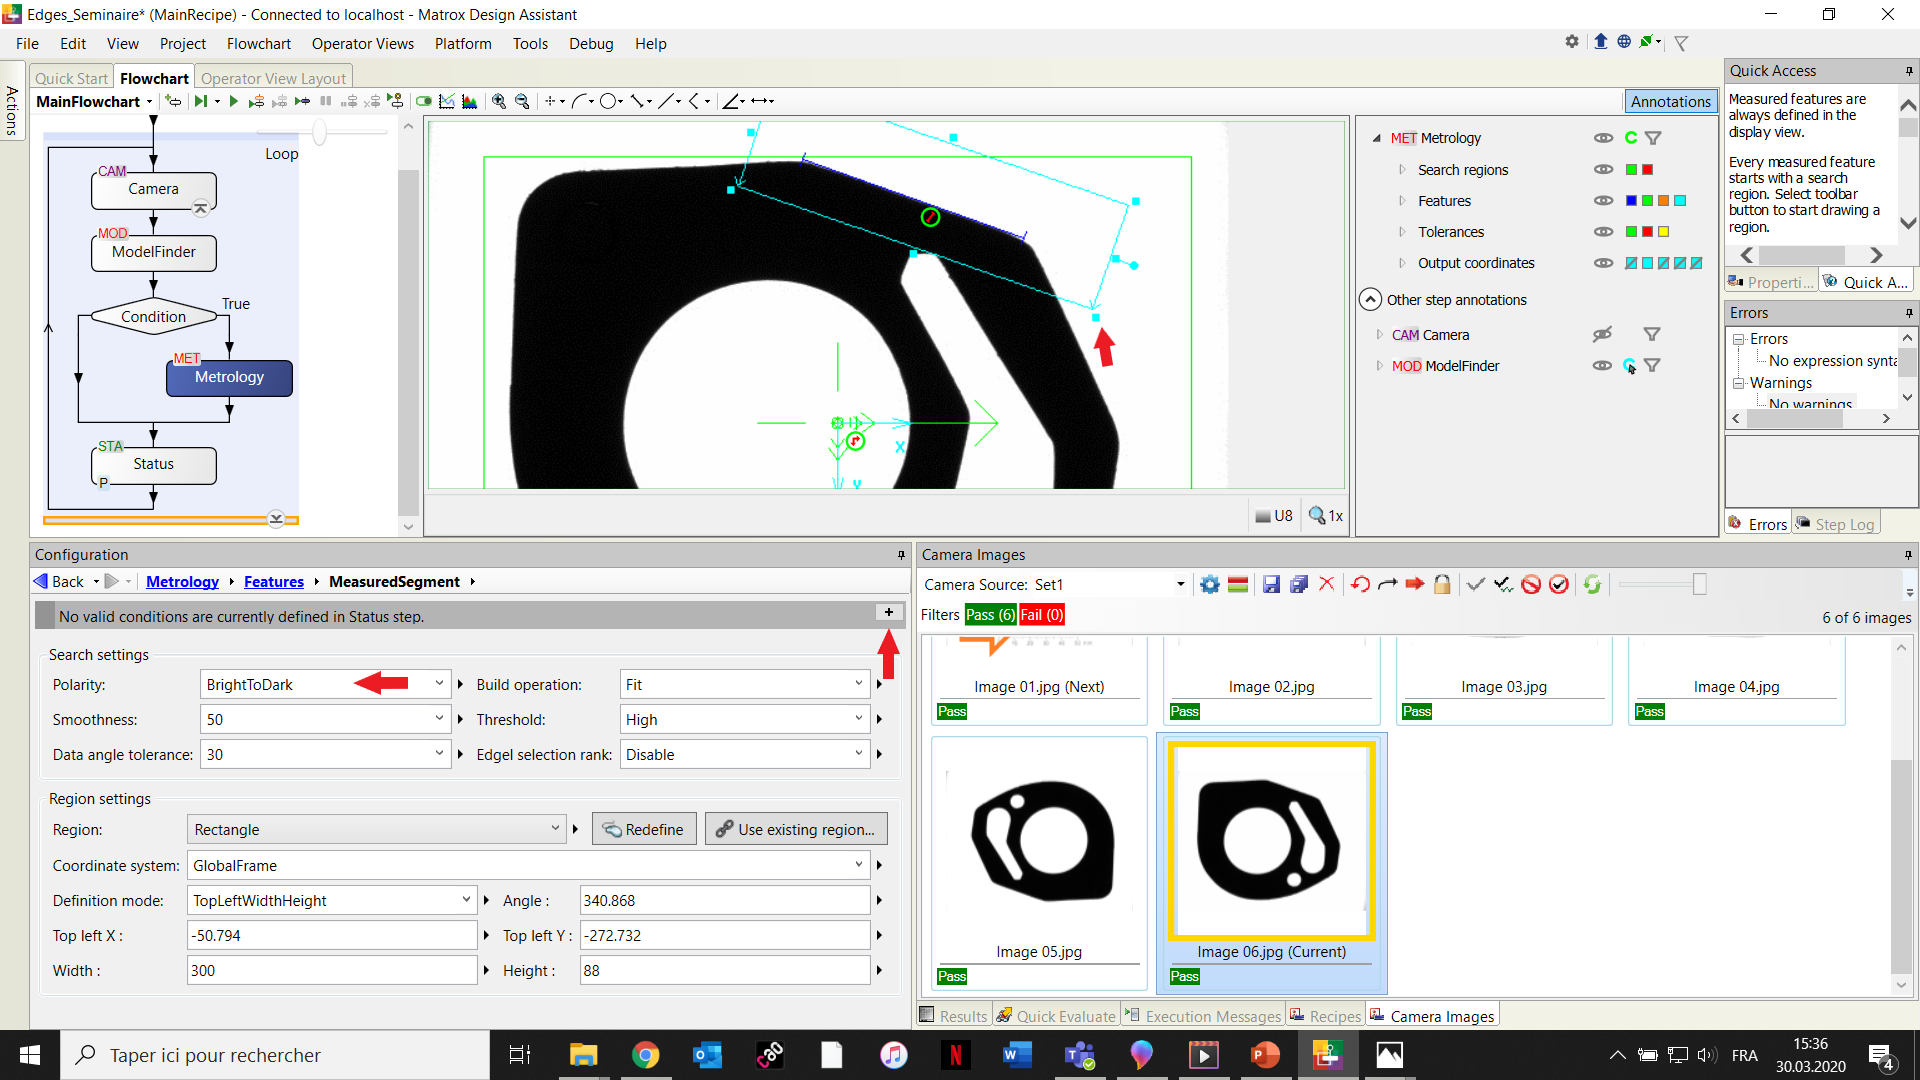 Edges_Seminaire* (MainRecipe) - Connected to localhost - Matrox Design Assistant
File Edit View Project Flowchart Operator Views Platform Tools Debug Help
Actions
Quick Start Flowchart Operator View Layout
MainFlowchart
Annotations
Loop
CAM
Camera
MOD
ModelFinder
True
Condition
MET
Metrology
STA
Status
P
X
Y
U8 1x
MET Metrology
Search regions
Features
Tolerances
Output coordinates
Other step annotations
CAM Camera
MOD ModelFinder
Quick Access
Measured features are
always defined in the
display view.
Every measured feature
starts with a search
region. Select toolbar
button to start drawing a
region.
Properti... Quick A...
Errors
Errors
No expression synta
Warnings
No warnings
Errors Step Log
Configuration
Back Metrology Features MeasuredSegment
No valid conditions are currently defined in Status step.
+
Search settings
Polarity: BrightToDark Build operation: Fit
Smoothness: 50 Threshold: High
Data angle tolerance: 30 Edgel selection rank: Disable
Region settings
Region: Rectangle Redefine Use existing region...
Coordinate system: GlobalFrame
Definition mode: TopLeftWidthHeight Angle : 340.868
Top left X : -50.794 Top left Y : -272.732
Width : 300 Height : 88
Camera Images
Camera Source: Set1
Filters Pass (6) Fail (0)
6 of 6 images
Image 01.jpg (Next) Image 02.jpg Image 03.jpg Image 04.jpg
Pass Pass Pass Pass
Image 05.jpg Image 06.jpg (Current)
Pass Pass
Results Quick Evaluate Execution Messages Recipes Camera Images
Taper ici pour rechercher
FRA
15:36
30.03.2020
4